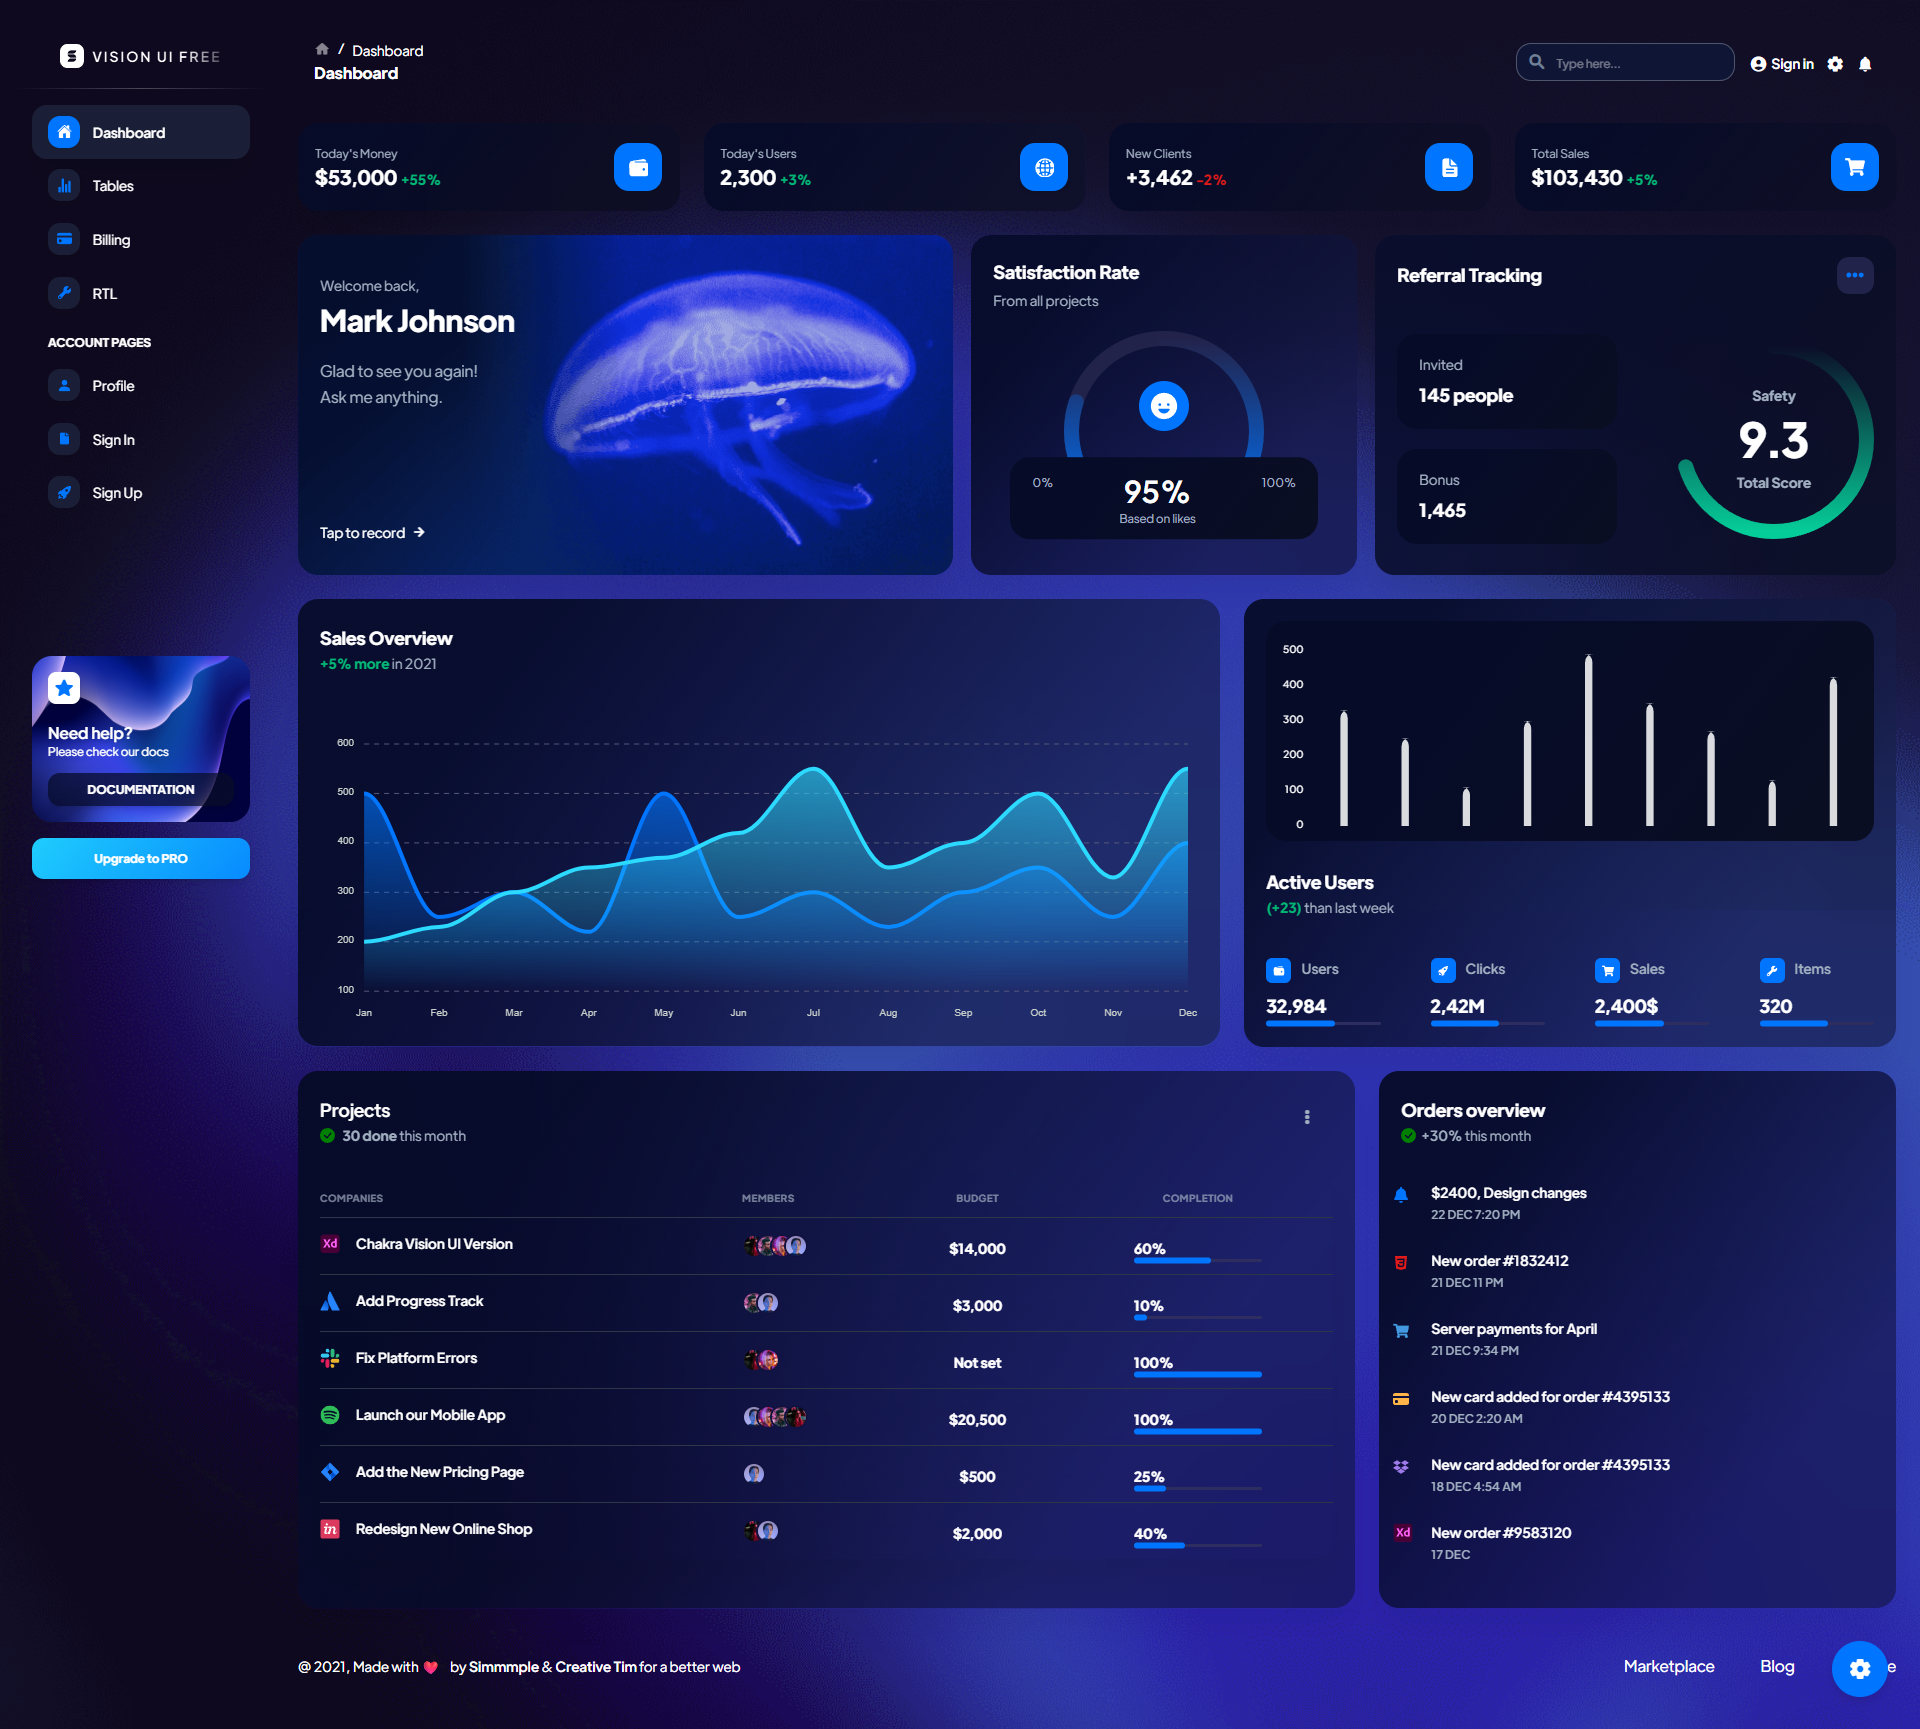 VISION UI FREE
Dashboard
Tables
Billing
RTL
ACCOUNT PAGES
Profile
Sign In
Sign Up
Need help?
Please check our docs
DOCUMENTATION
Upgrade to PRO
/ Dashboard
Dashboard
Type here...
Sign in
Today's Money
$53,000 +55%
Today's Users
2,300 +3%
New Clients
+3,462 -2%
Total Sales
$103,430 +5%
Welcome back,
Mark Johnson
Glad to see you again!
Ask me anything.
Tap to record
Satisfaction Rate
From all projects
0% 95% 100%
Based on likes
Referral Tracking
Invited
145 people
Bonus
1,465
Safety
9.3
Total Score
Sales Overview
+5% more in 2021
600
500
400
300
200
100
Jan Feb Mar Apr May Jun Jul Aug Sep Oct Nov Dec
500
400
300
200
100
0
Active Users
(+23) than last week
Users Clicks Sales Items
32,984 2,42M 2,400$ 320
Projects
30 done this month
COMPANIES MEMBERS BUDGET COMPLETION
Xd Chakra Vision UI Version $14,000 60%
Add Progress Track $3,000 10%
Fix Platform Errors Not set 100%
Launch our Mobile App $20,500 100%
Add the New Pricing Page $500 25%
in Redesign New Online Shop $2,000 40%
Orders overview
+30% this month
$2400, Design changes
22 DEC 7:20 PM
New order #1832412
21 DEC 11 PM
Server payments for April
21 DEC 9:34 PM
New card added for order #4395133
20 DEC 2:20 AM
New card added for order #4395133
18 DEC 4:54 AM
Xd New order #9583120
17 DEC
@ 2021, Made with by Simmmple & Creative Tim for a better web
Marketplace Blog